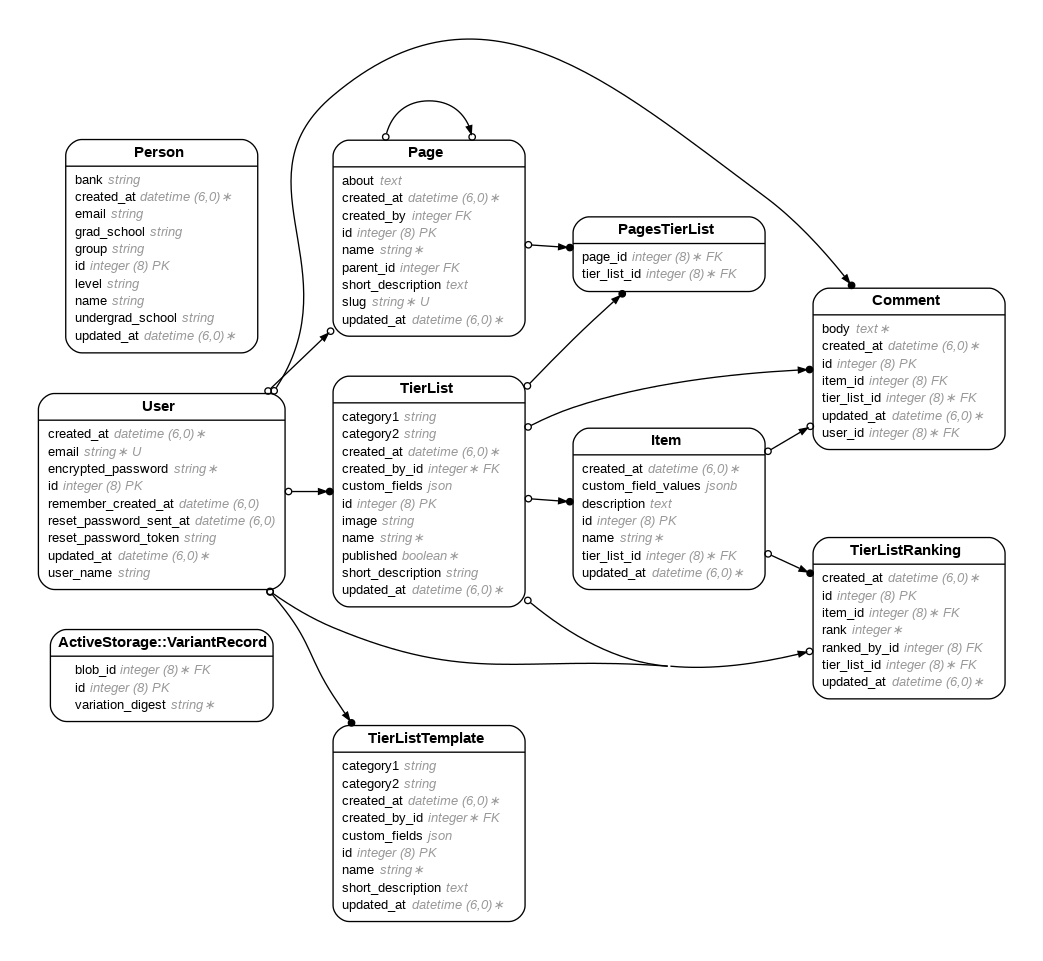 Person
bank string
created_at datetime (6,0)∗
email string
grad_school string
group string
id integer (8) PK
level string
name string
undergrad_school string
updated_at datetime (6,0)∗
Page
about text
created_at datetime (6,0)∗
created_by integer FK
id integer (8) PK
name string∗
parent_id integer FK
short_description text
slug string∗ U
updated_at datetime (6,0)∗
PagesTierList
page_id integer (8)∗ FK
tier_list_id integer (8)∗ FK
Comment
body text∗
created_at datetime (6,0)∗
id integer (8) PK
item_id integer (8) FK
tier_list_id integer (8)∗ FK
updated_at datetime (6,0)∗
user_id integer (8)∗ FK
User
created_at datetime (6,0)∗
email string∗ U
encrypted_password string∗
id integer (8) PK
remember_created_at datetime (6,0)
reset_password_sent_at datetime (6,0)
reset_password_token string
updated_at datetime (6,0)∗
user_name string
TierList
category1 string
category2 string
created_at datetime (6,0)∗
created_by_id integer∗ FK
custom_fields json
id integer (8) PK
image string
name string∗
published boolean∗
short_description string
updated_at datetime (6,0)∗
Item
created_at datetime (6,0)∗
custom_field_values jsonb
description text
id integer (8) PK
name string∗
tier_list_id integer (8)∗ FK
updated_at datetime (6,0)∗
TierListRanking
created_at datetime (6,0)∗
id integer (8) PK
item_id integer (8)∗ FK
rank integer∗
ranked_by_id integer (8) FK
tier_list_id integer (8)∗ FK
updated_at datetime (6,0)∗
ActiveStorage::VariantRecord
blob_id integer (8)∗ FK
id integer (8) PK
variation_digest string∗
TierListTemplate
category1 string
category2 string
created_at datetime (6,0)∗
created_by_id integer∗ FK
custom_fields json
id integer (8) PK
name string∗
short_description text
updated_at datetime (6,0)∗